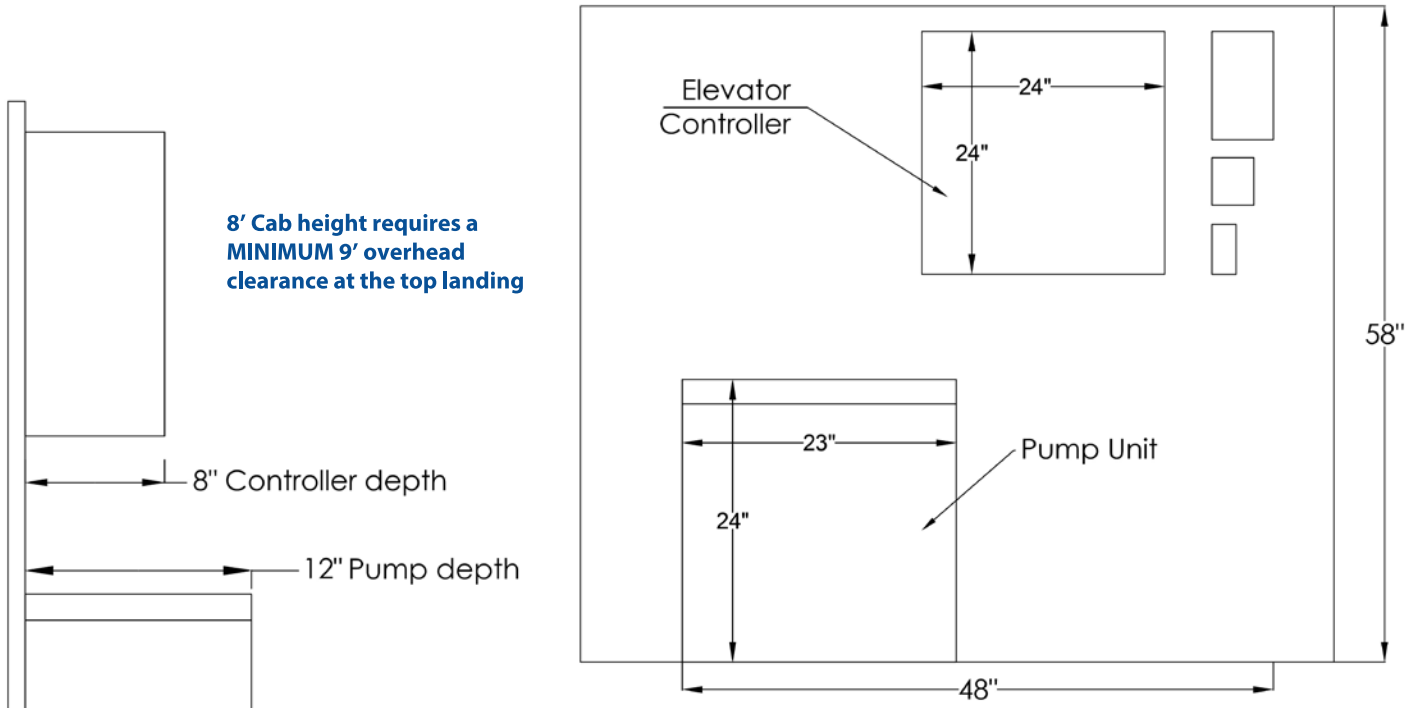 8’ Cab height requires a
MINIMUM 9’ overhead
clearance at the top landing
8" Controller depth
12" Pump depth
Elevator
Controller
24"
24"
58"
23"
Pump Unit
24"
48"